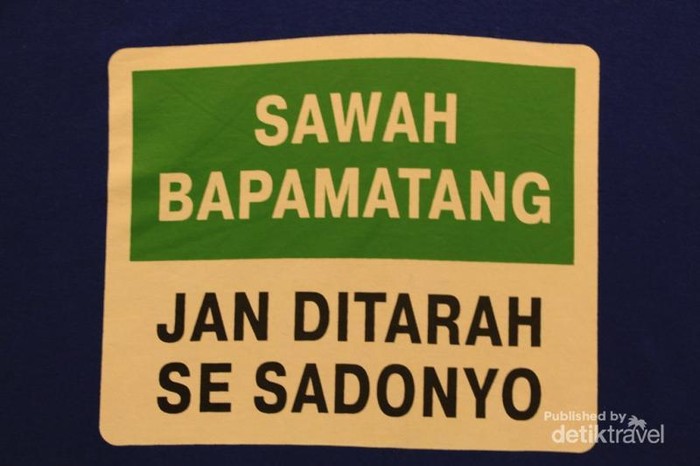 SAWAH
BAPAMATANG
JAN DITARAH
SE SADONYO
Published by
detiktravel